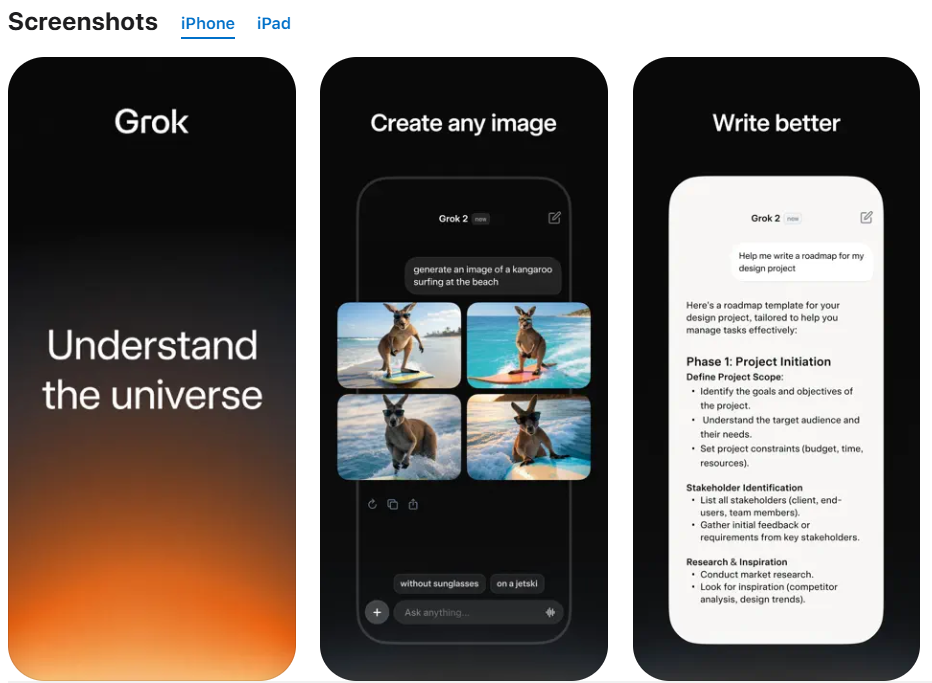 Screenshots iPhone iPad
Grok
Understand
the universe
Create any image
Grok 2 new
generate an image of a kangaroo
surfing at the beach
without sunglasses on a jetski
Ask anything...
Write better
Grok 2 new
Help me write a roadmap for my
design project
Here's a roadmap template for your
design project, tailored to help you
manage tasks effectively:
Phase 1: Project Initiation
Define Project Scope:
• Identify the goals and objectives of
the project.
• Understand the target audience and
their needs.
• Set project constraints (budget, time,
resources).
Stakeholder Identification
• List all stakeholders (client, end-
users, team members).
• Gather initial feedback or
requirements from key stakeholders.
Research & Inspiration
• Conduct market research.
• Look for inspiration (competitor
analysis, design trends).